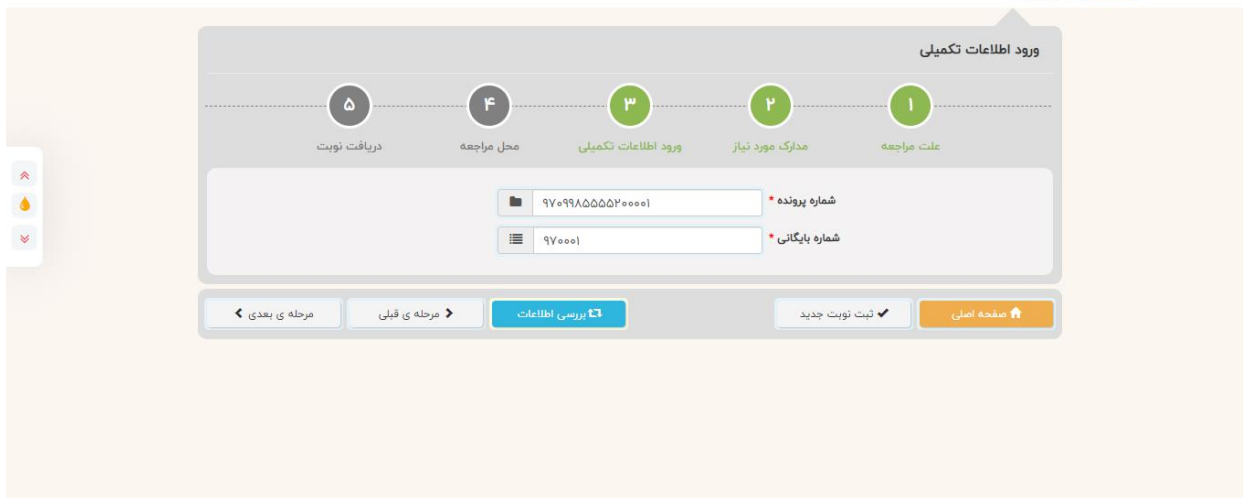 ورود اطلاعات تکمیلی
۱ ۲ ۳ ۴ ۵
علت مراجعه مدارک مورد نیاز ورود اطلاعات تکمیلی محل مراجعه دریافت نوبت
شماره پرونده * ۹۷۰۹۹۸۵۵۵۵۲۰۰۰۰۱
شماره بایگانی * ۹۷۰۰۰۱
صفحه اصلی ثبت نوبت جدید بررسی اطلاعات مرحله ی قبلی مرحله ی بعدی